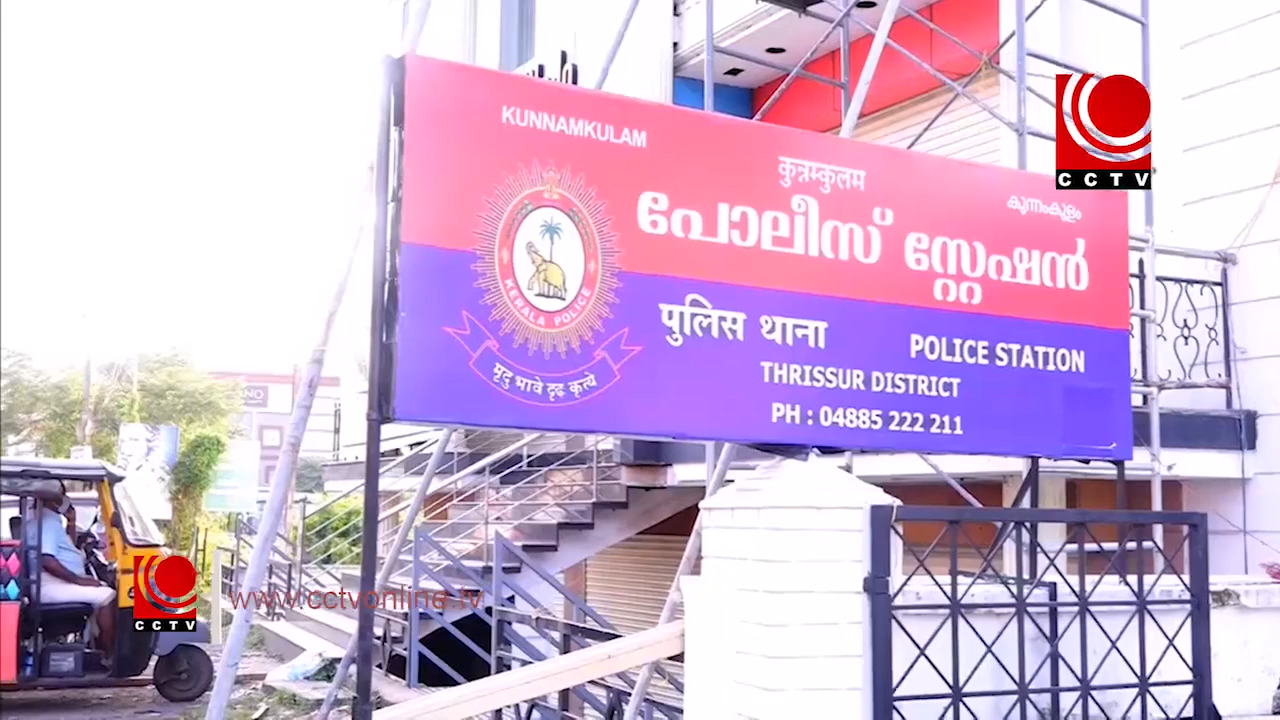 KUNNAMKULAM
कुन्नम्कुलम
കുന്നംകുളം
പോലീസ് സ്റ്റേഷൻ
KERALA POLICE
मृदु भावे दृढ़ कृत्ये
पुलिस थाना
POLICE STATION
THRISSUR DISTRICT
PH : 04885 222 211
CCTV
CCTV
www.cctvonline.tv